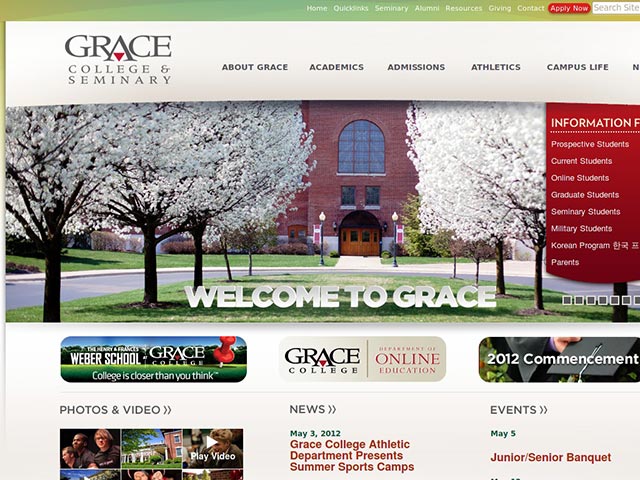 Home Quicklinks Seminary Alumni Resources Giving Contact Apply Now Search Site
GRACE
COLLEGE &
SEMINARY
ABOUT GRACE ACADEMICS ADMISSIONS ATHLETICS CAMPUS LIFE N
INFORMATION F
Prospective Students
Current Students
Online Students
Graduate Students
Seminary Students
Military Students
Korean Program 한국 프
Parents
WELCOME TO GRACE
THE HENRY & FRANCES
WEBER SCHOOL AT GRACE
COLLEGE
College is closer than you think™
GRACE
COLLEGE
DEPARTMENT OF
ONLINE
EDUCATION
2012 Commencement
PHOTOS & VIDEO
Play Video
NEWS
May 3, 2012
Grace College Athletic
Department Presents
Summer Sports Camps
EVENTS
May 5
Junior/Senior Banquet